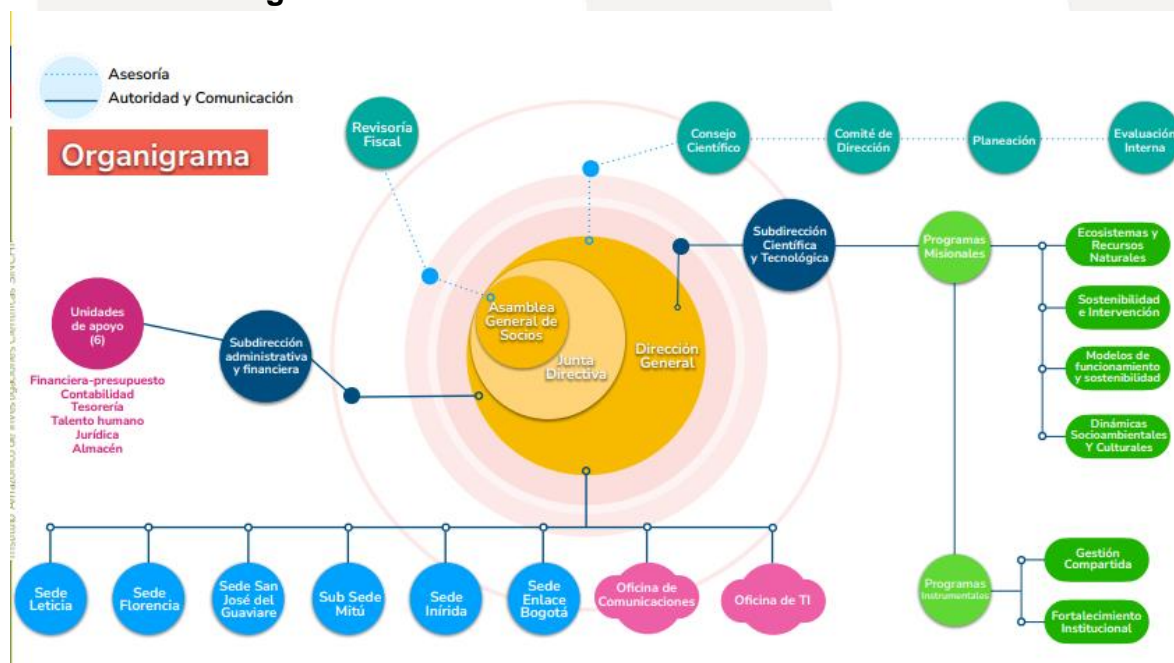 Asesoría
Autoridad y Comunicación
Organigrama
Revisoría
Fiscal
Consejo
Científico
Comité de
Dirección
Planeación
Evaluación
Interna
Subdirección
Científica
y Tecnológica
Programas
Misionales
Ecosistemas y
Recursos
Naturales
Sostenibilidad
e Intervención
Modelos de
funcionamiento
y sostenibilidad
Dinámicas
Socioambientales
Y Culturales
Unidades
de apoyo
(6)
Financiera-presupuesto
Contabilidad
Tesorería
Talento humano
Jurídica
Almacén
Subdirección
administrativa
y financiera
Asamblea
General de
Socios
Junta
Directiva
Dirección
General
Sede
Leticia
Sede
Florencia
Sede San
José del
Guaviare
Sub Sede
Mitú
Sede
Inírida
Sede
Enlace
Bogotá
Oficina de
Comunicaciones
Oficina de TI
Programas
Instrumentales
Gestión
Compartida
Fortalecimiento
Institucional